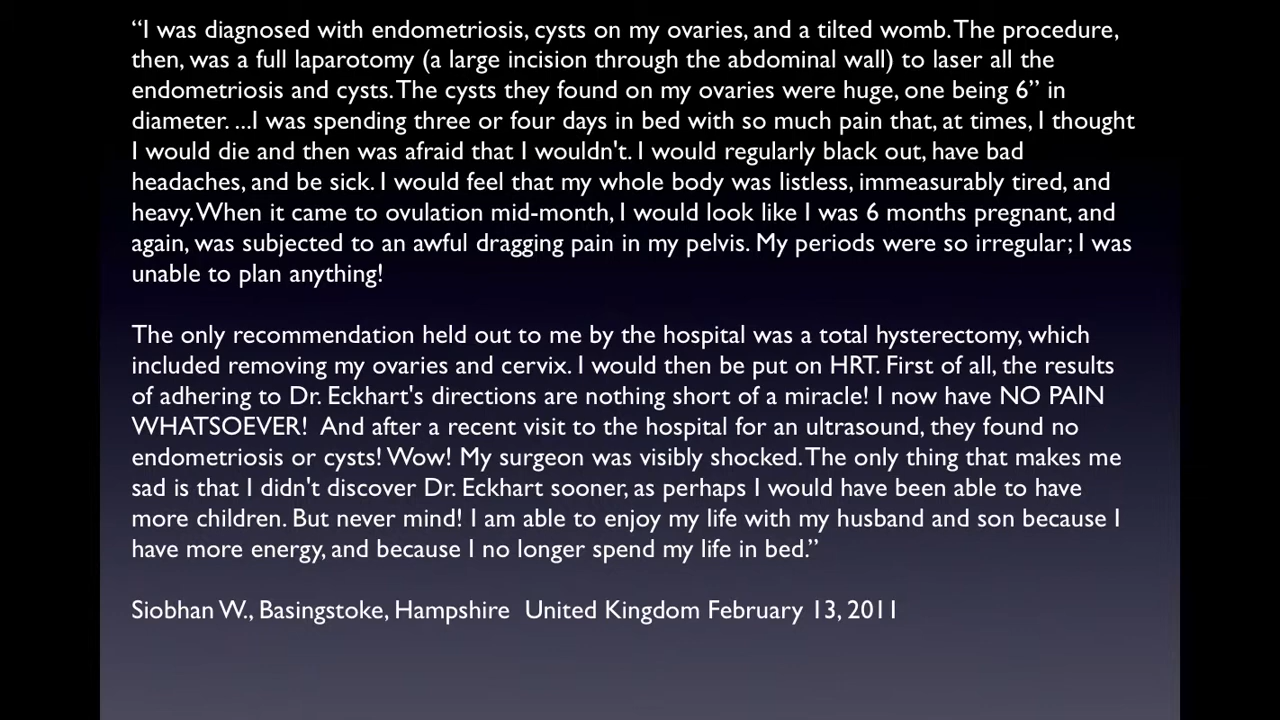 “I was diagnosed with endometriosis, cysts on my ovaries, and a tilted womb. The procedure,
then, was a full laparotomy (a large incision through the abdominal wall) to laser all the
endometriosis and cysts. The cysts they found on my ovaries were huge, one being 6” in
diameter. ...I was spending three or four days in bed with so much pain that, at times, I thought
I would die and then was afraid that I wouldn't. I would regularly black out, have bad
headaches, and be sick. I would feel that my whole body was listless, immeasurably tired, and
heavy. When it came to ovulation mid-month, I would look like I was 6 months pregnant, and
again, was subjected to an awful dragging pain in my pelvis. My periods were so irregular; I was
unable to plan anything!
The only recommendation held out to me by the hospital was a total hysterectomy, which
included removing my ovaries and cervix. I would then be put on HRT. First of all, the results
of adhering to Dr. Eckhart's directions are nothing short of a miracle! I now have NO PAIN
WHATSOEVER! And after a recent visit to the hospital for an ultrasound, they found no
endometriosis or cysts! Wow! My surgeon was visibly shocked. The only thing that makes me
sad is that I didn't discover Dr. Eckhart sooner, as perhaps I would have been able to have
more children. But never mind! I am able to enjoy my life with my husband and son because I
have more energy, and because I no longer spend my life in bed.”
Siobhan W., Basingstoke, Hampshire United Kingdom February 13, 2011